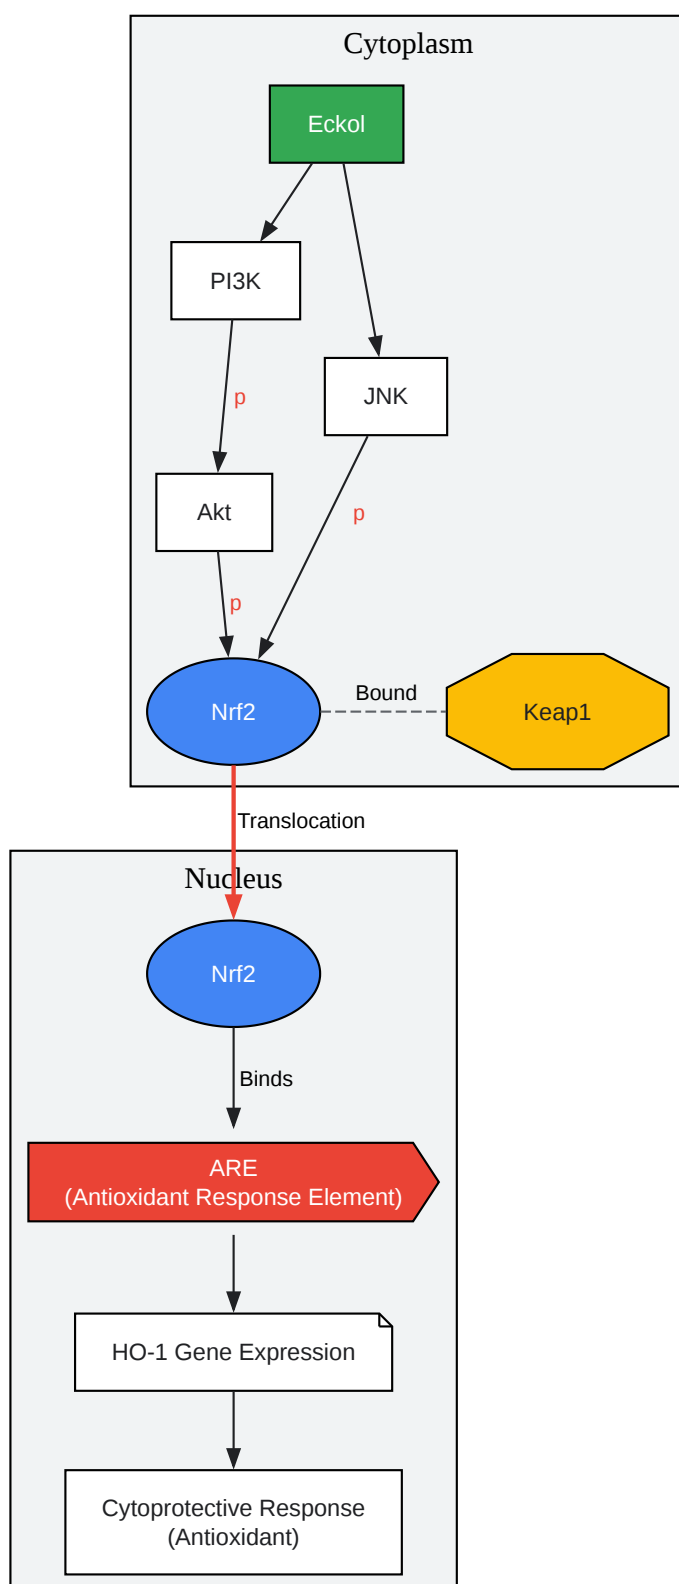 Cytoplasm
Eckol
PI3K
p
JNK
Akt
p
p
Nrf2
Bound
Keap1
Translocation
Nucleus
Nrf2
Binds
ARE
(Antioxidant Response Element)
HO-1 Gene Expression
Cytoprotective Response
(Antioxidant)